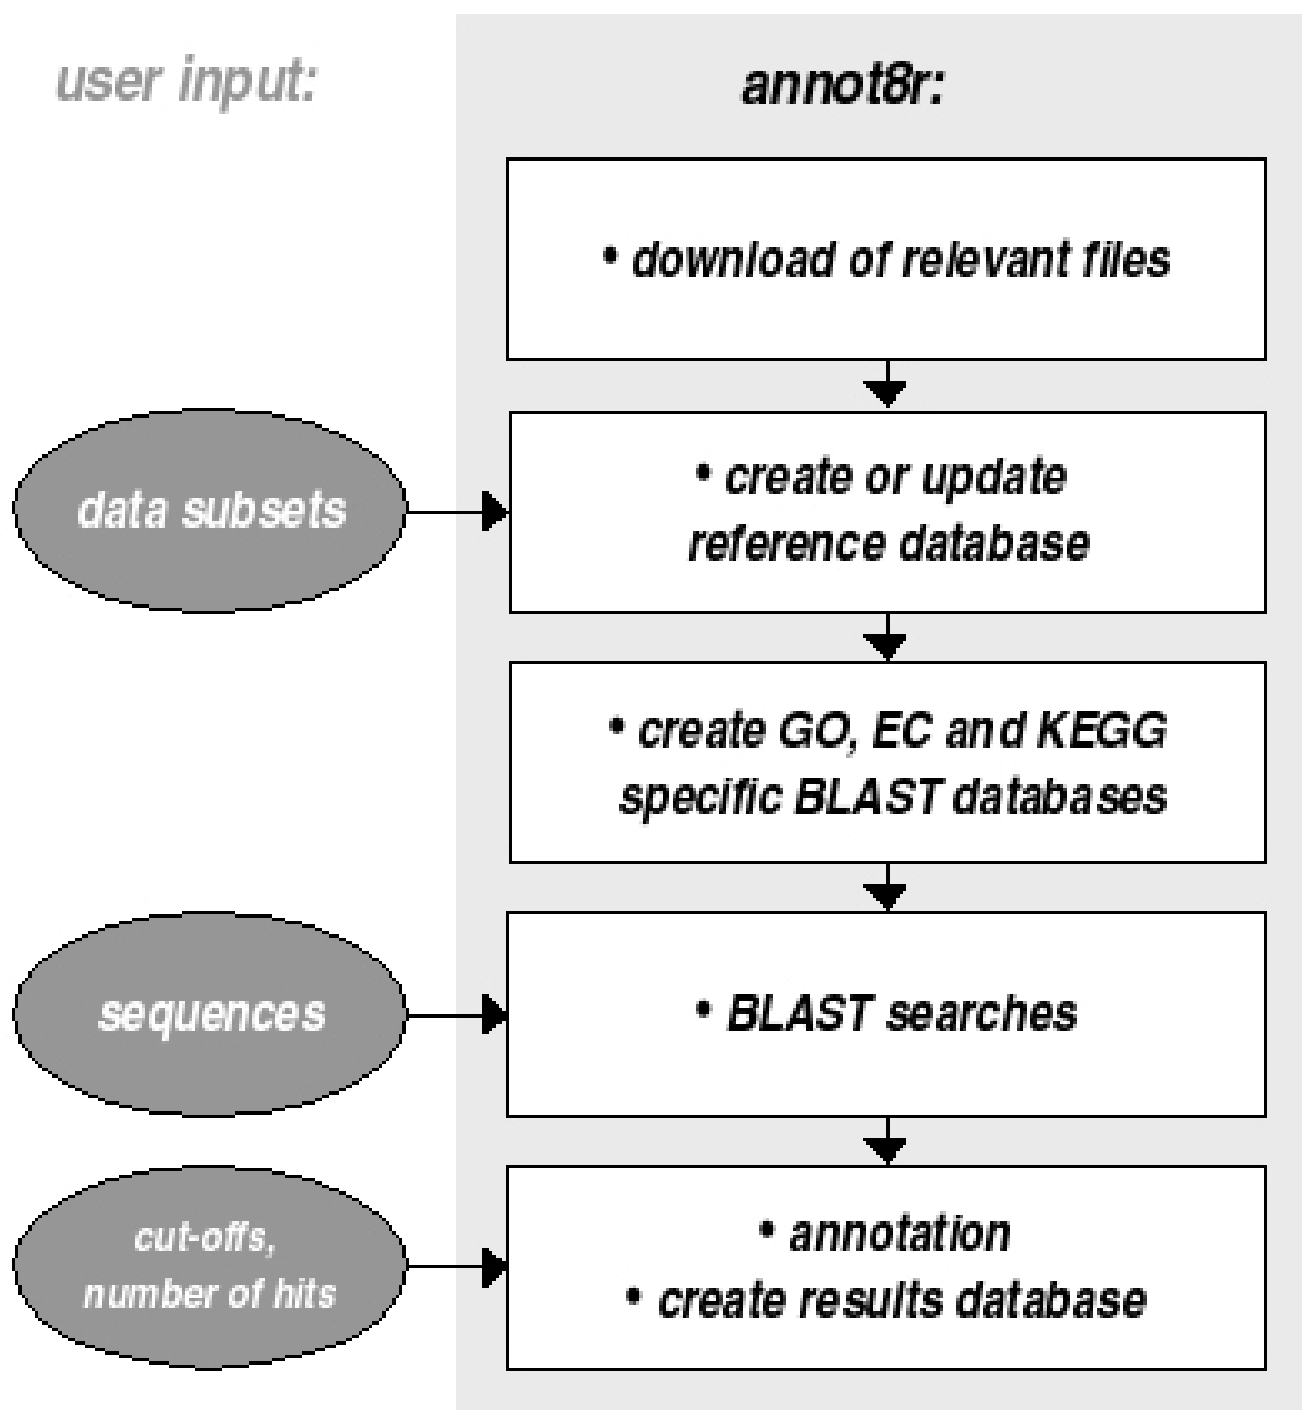 user input:
annot8r:
• download of relevant files
data subsets
• create or update
reference database
• create GO, EC and KEGG
specific BLAST databases
sequences
• BLAST searches
cut-offs,
number of hits
• annotation
• create results database